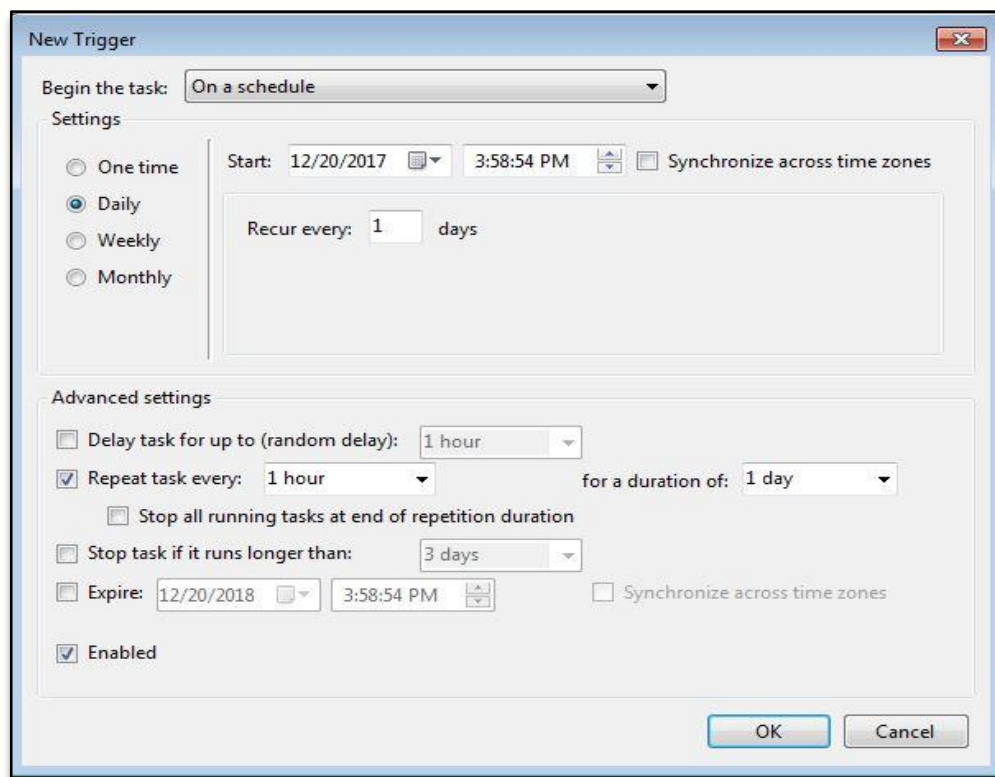 New Trigger
Begin the task: On a schedule
Settings
One time
Start: 12/20/2017 3:58:54 PM Synchronize across time zones
Daily
Recur every: 1 days
Weekly
Monthly
Advanced settings
Delay task for up to (random delay): 1 hour
Repeat task every: 1 hour for a duration of: 1 day
Stop all running tasks at end of repetition duration
Stop task if it runs longer than: 3 days
Expire: 12/20/2018 3:58:54 PM Synchronize across time zones
Enabled
OK Cancel